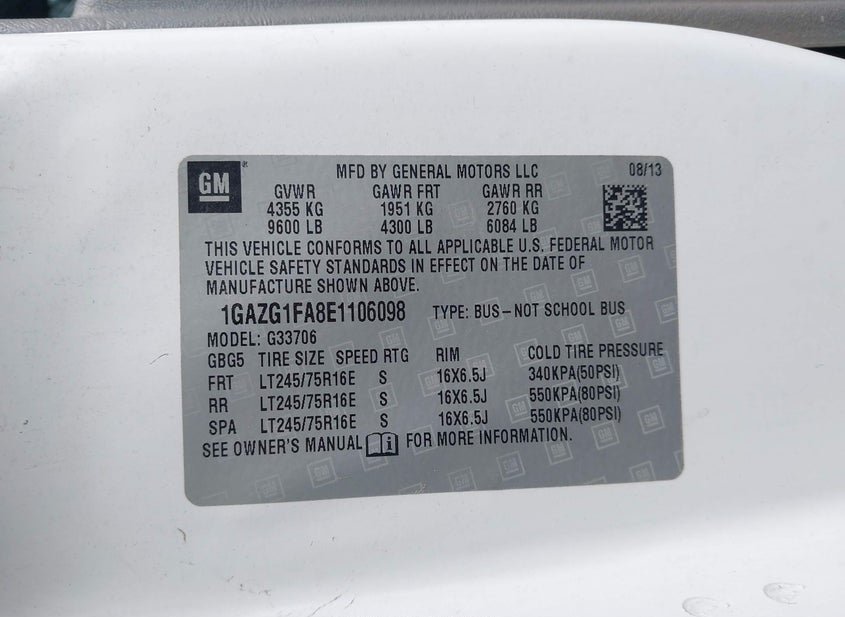 GM
MFD BY GENERAL MOTORS LLC 08/13
GVWR GAWR FRT GAWR RR
4355 KG 1951 KG 2760 KG
9600 LB 4300 LB 6084 LB
THIS VEHICLE CONFORMS TO ALL APPLICABLE U.S. FEDERAL MOTOR
VEHICLE SAFETY STANDARDS IN EFFECT ON THE DATE OF
MANUFACTURE SHOWN ABOVE.
1GAZG1FA8E1106098 TYPE: BUS-NOT SCHOOL BUS
MODEL: G33706
GBG5 TIRE SIZE SPEED RTG RIM COLD TIRE PRESSURE
FRT LT245/75R16E S 16X6.5J 340KPA(50PSI)
RR LT245/75R16E S 16X6.5J 550KPA(80PSI)
SPA LT245/75R16E S 16X6.5J 550KPA(80PSI)
SEE OWNER'S MANUAL FOR MORE INFORMATION.